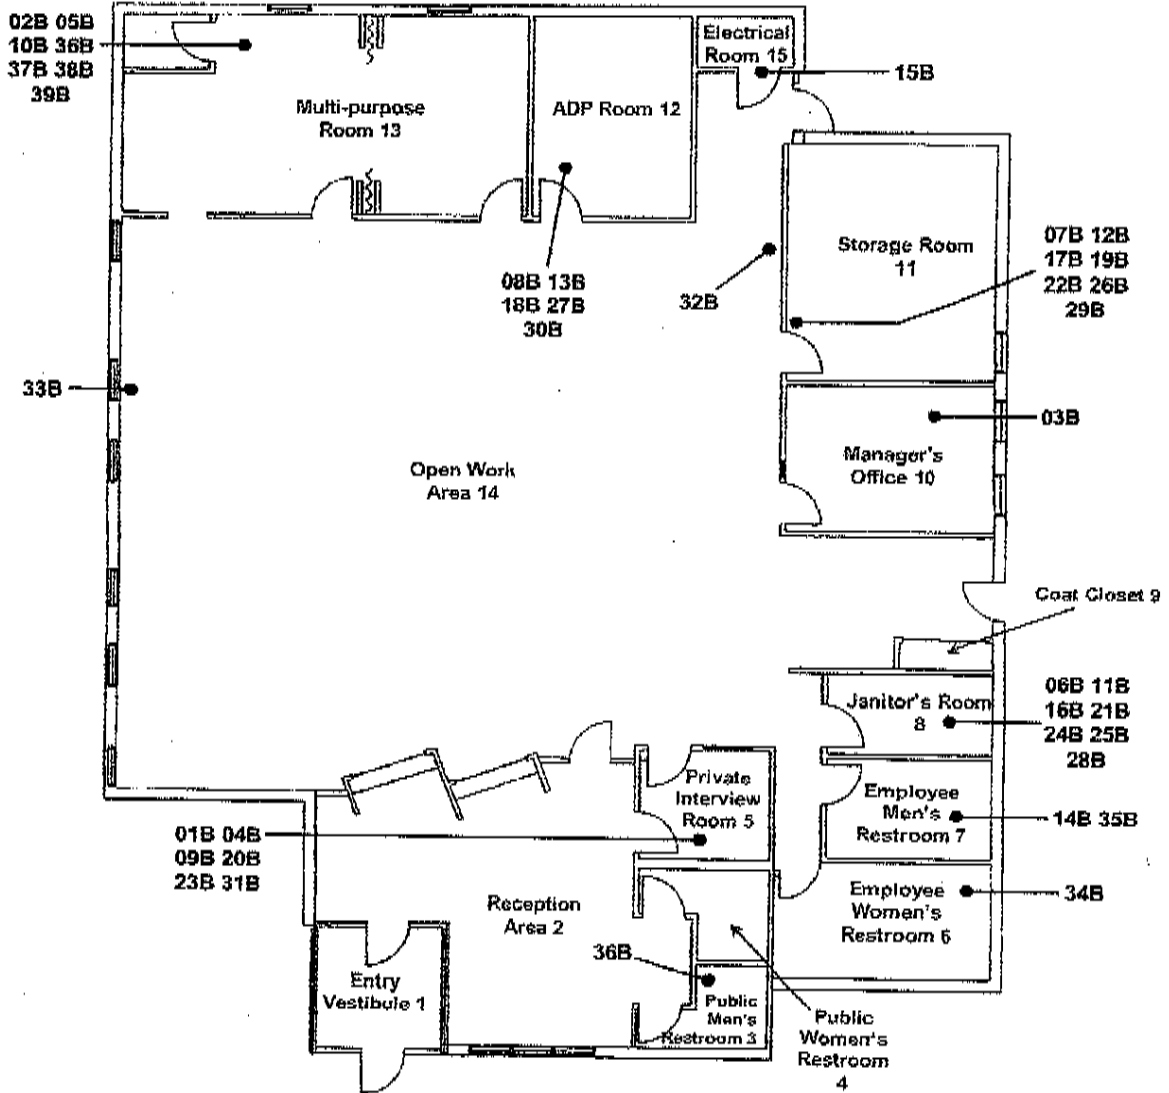 02B 05B
10B 36B
37B 38B
39B
Electrical
Room 15
15B
Multi-purpose
Room 13
ADP Room 12
08B 13B
18B 27B
30B
32B
Storage Room
11
07B 12B
17B 19B
22B 26B
29B
33B
03B
Manager's
Office 10
Open Work
Area 14
Coat Closet 9
Janitor's Room
8
06B 11B
16B 21B
24B 25B
28B
Private
Interview
Room 5
Employee
Men's
Restroom 7
14B 35B
01B 04B
09B 20B
23B 31B
Reception
Area 2
Employee
Women's
Restroom 6
34B
36B
Entry
Vestibule 1
Public
Men's
Restroom 3
Public
Women's
Restroom
4